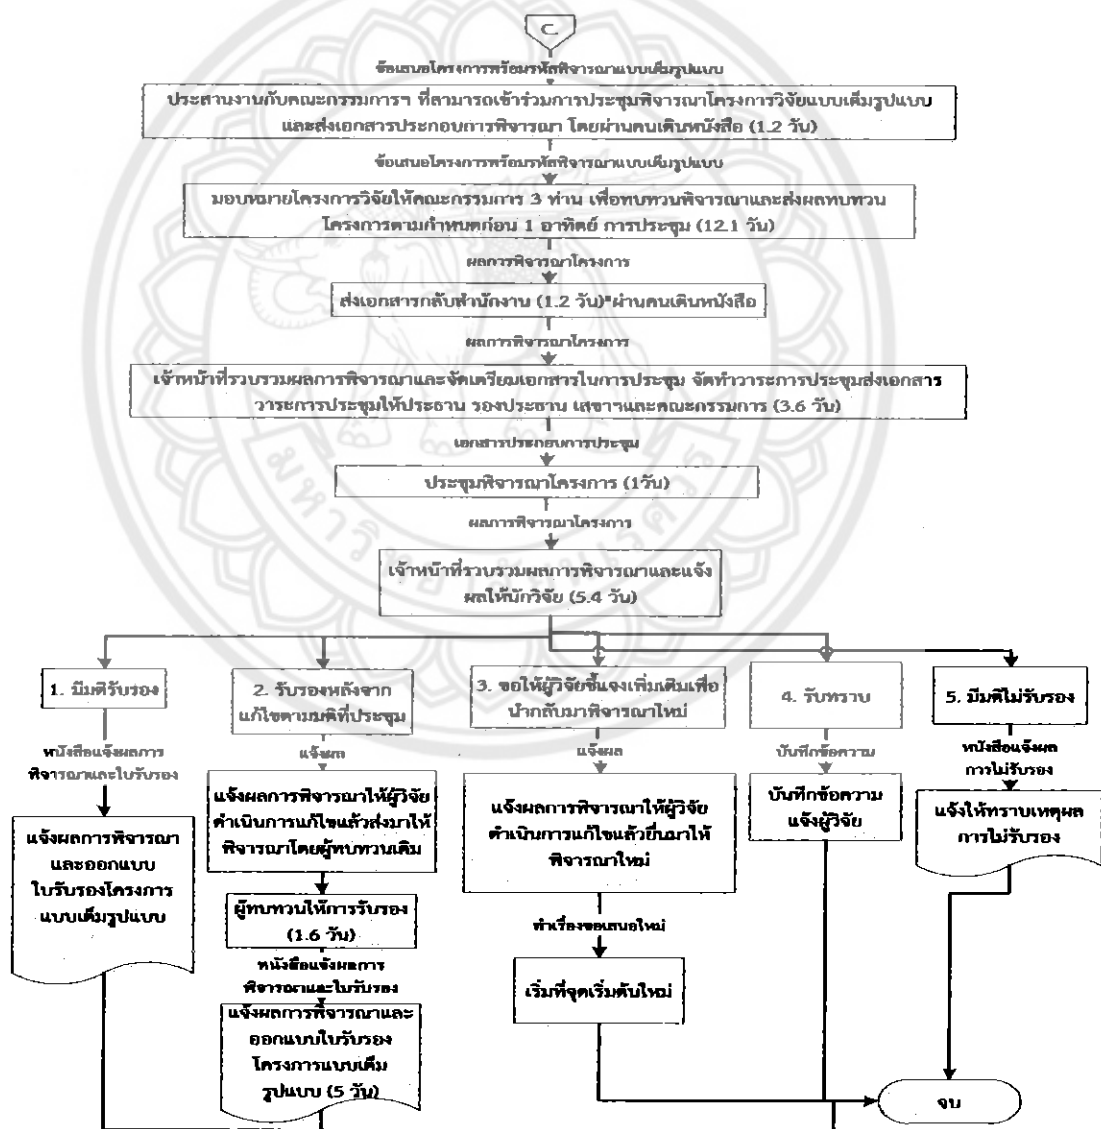 C
ข้อเสนอโครงการพร้อมรหัสพิจารณาแบบเต็มรูปแบบ
ประสานงานกับคณะกรรมการฯ ที่สามารถเข้าร่วมการประชุมพิจารณาโครงการวิจัยแบบเต็มรูปแบบ
และส่งเอกสารประกอบการพิจารณา โดยผ่านคนเดินหนังสือ (1.2 วัน)
ข้อเสนอโครงการพร้อมรหัสพิจารณาแบบเต็มรูปแบบ
มอบหมายโครงการวิจัยให้คณะกรรมการ 3 ท่าน เพื่อทบทวนพิจารณาและส่งผลทบทวน
โครงการตามกำหนดก่อน 1 อาทิตย์ การประชุม (12.1 วัน)
ผลการพิจารณาโครงการ
ส่งเอกสารกลับสำนักงาน (1.2 วัน)*ผ่านคนเดินหนังสือ
ผลการพิจารณาโครงการ
เจ้าหน้าที่รวบรวมผลการพิจารณาและจัดเตรียมเอกสารในการประชุม จัดทำวาระการประชุมส่งเอกสาร
วาระการประชุมให้ประธาน รองประธาน เลขาฯและคณะกรรมการ (3.6 วัน)
เอกสารประกอบการประชุม
ประชุมพิจารณาโครงการ (1วัน)
ผลการพิจารณาโครงการ
เจ้าหน้าที่รวบรวมผลการพิจารณาและแจ้ง
ผลให้นักวิจัย (5.4 วัน)
มหาวิทยาลัยนเรศวร
1. มีมติรับรอง
หนังสือแจ้งผลการ
พิจารณาและใบรับรอง
แจ้งผลการพิจารณา
และออกแบบ
ใบรับรองโครงการ
แบบเต็มรูปแบบ
2. รับรองหลังจาก
แก้ไขตามมติที่ประชุม
แจ้งผล
แจ้งผลการพิจารณาให้ผู้วิจัย
ดำเนินการแก้ไขแล้วส่งมาให้
พิจารณาโดยผู้ทบทวนเดิม
ผู้ทบทวนให้การรับรอง
(1.6 วัน)
หนังสือแจ้งผลการ
พิจารณาและใบรับรอง
แจ้งผลการพิจารณาและ
ออกแบบใบรับรอง
โครงการแบบเต็ม
รูปแบบ (5 วัน)
3. ขอให้ผู้วิจัยชี้แจงเพิ่มเติมเพื่อ
นำกลับมาพิจารณาใหม่
แจ้งผล
แจ้งผลการพิจารณาให้ผู้วิจัย
ดำเนินการแก้ไขแล้วยื่นมาให้
พิจารณาใหม่
ทำเรื่องขอเสนอใหม่
เริ่มที่จุดเริ่มต้นใหม่
4. รับทราบ
บันทึกข้อความ
บันทึกข้อความ
แจ้งผู้วิจัย
5. มีมติไม่รับรอง
หนังสือแจ้งผล
การไม่รับรอง
แจ้งให้ทราบเหตุผล
การไม่รับรอง
จบ